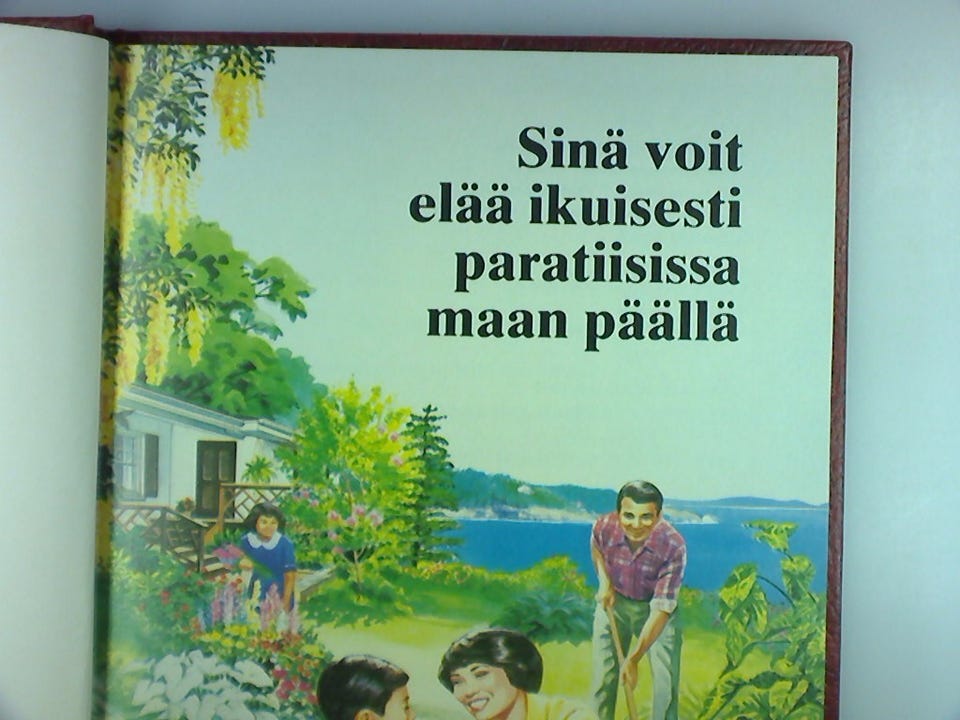 Sinä voit
elää ikuisesti
paratiisissa
maan päällä